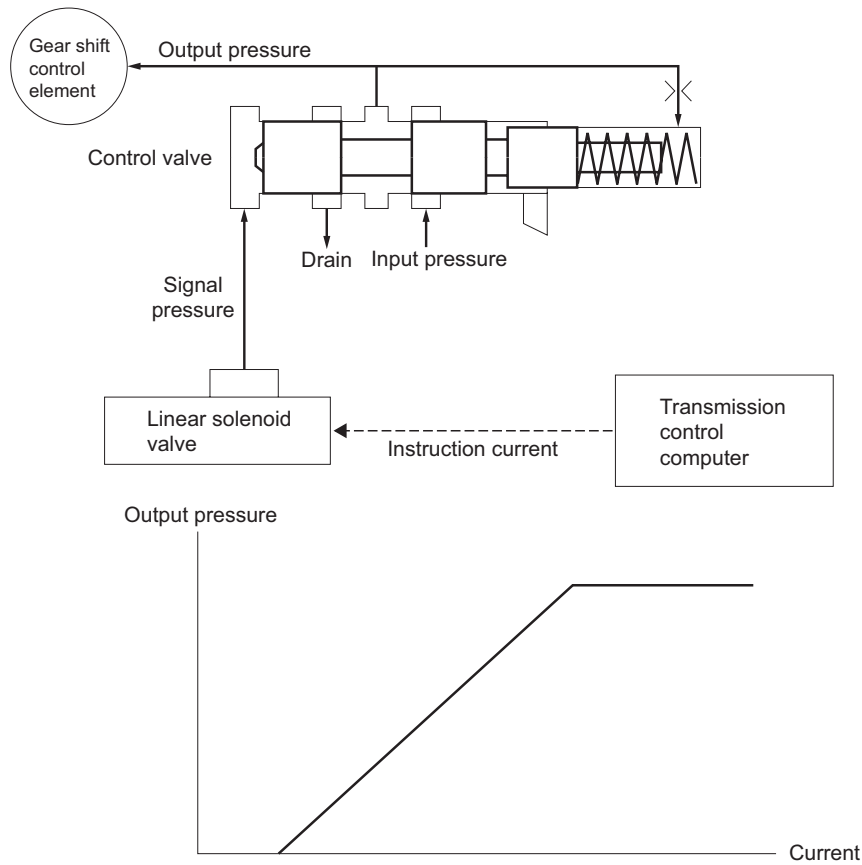 Output pressure
Gear shift
control
element
Control valve
Drain
Input pressure
Signal
pressure
Linear solenoid
valve
Instruction current
Transmission
control
computer
Output pressure
Current